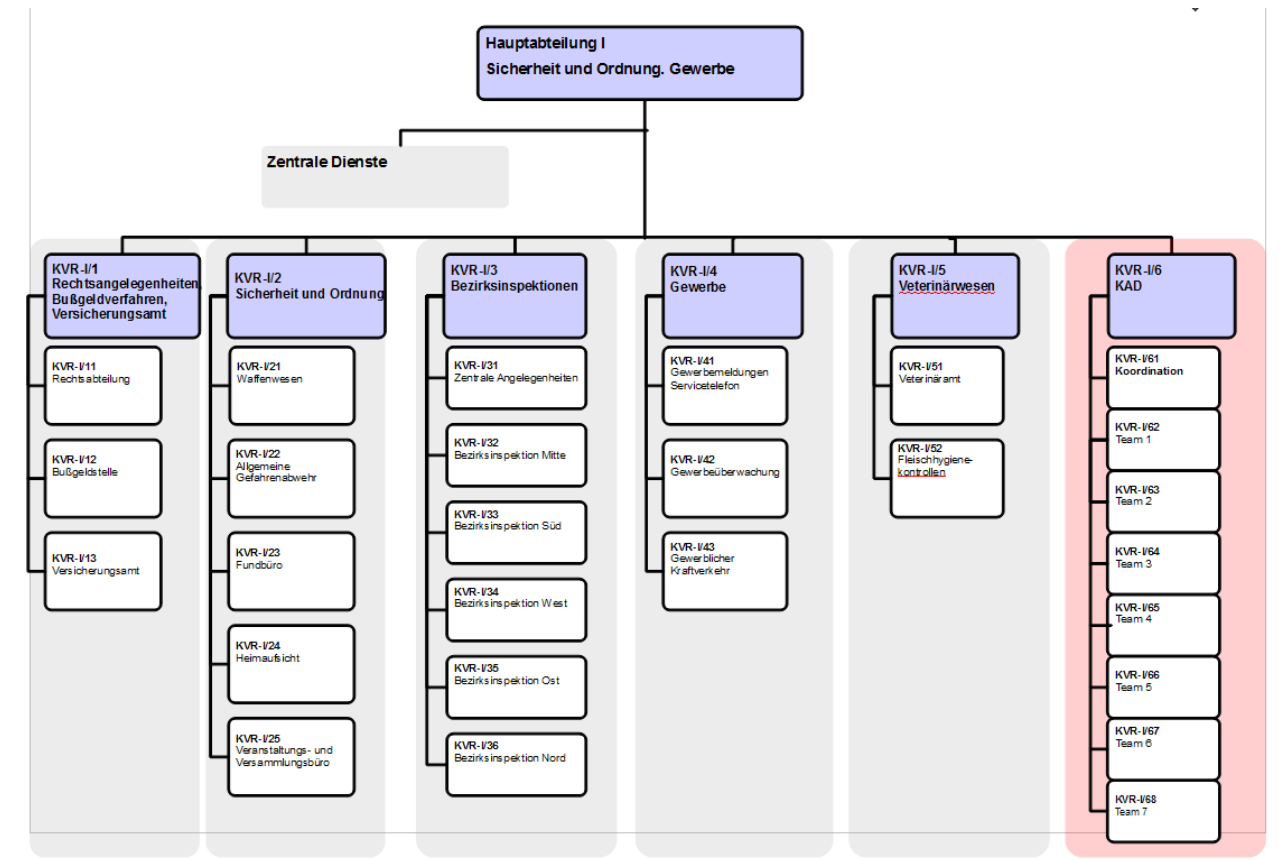 Hauptabteilung I
Sicherheit und Ordnung. Gewerbe
Zentrale Dienste
KVR-I/1
Rechtsangelegenheiten,
Bußgeldverfahren,
Versicherungsamt
KVR-I/11
Rechtsabteilung
KVR-I/12
Bußgeldstelle
KVR-I/13
Versicherungsamt
KVR-I/2
Sicherheit und Ordnung
KVR-I/21
Waffenwesen
KVR-I/22
Allgemeine
Gefahrenabwehr
KVR-I/23
Fundbüro
KVR-I/24
Heimaufsicht
KVR-I/25
Veranstaltungs- und
Versammlungsbüro
KVR-I/3
Bezirksinspektionen
KVR-I/31
Zentrale Angelegenheiten
KVR-I/32
Bezirksinspektion Mitte
KVR-I/33
Bezirksinspektion Süd
KVR-I/34
Bezirksinspektion West
KVR-I/35
Bezirksinspektion Ost
KVR-I/36
Bezirksinspektion Nord
KVR-I/4
Gewerbe
KVR-I/41
Gewerbemeldungen
Servicetelefon
KVR-I/42
Gewerbeüberwachung
KVR-I/43
Gewerblicher
Kraftverkehr
KVR-I/5
Veterinärwesen
KVR-I/51
Veterinäramt
KVR-I/52
Fleischhygiene-
kontrollen
KVR-I/6
KAD
KVR-I/61
Koordination
KVR-I/62
Team 1
KVR-I/63
Team 2
KVR-I/64
Team 3
KVR-I/65
Team 4
KVR-I/66
Team 5
KVR-I/67
Team 6
KVR-I/68
Team 7